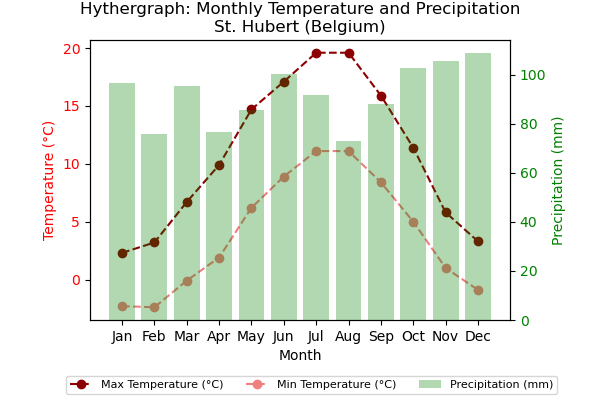 Hythergraph: Monthly Temperature and Precipitation
St. Hubert (Belgium)
Temperature (°C)
20
15
10
5
0
Precipitation (mm)
100
80
60
40
20
0
Jan Feb Mar Apr May Jun Jul Aug Sep Oct Nov Dec
Month
Max Temperature (°C) Min Temperature (°C) Precipitation (mm)